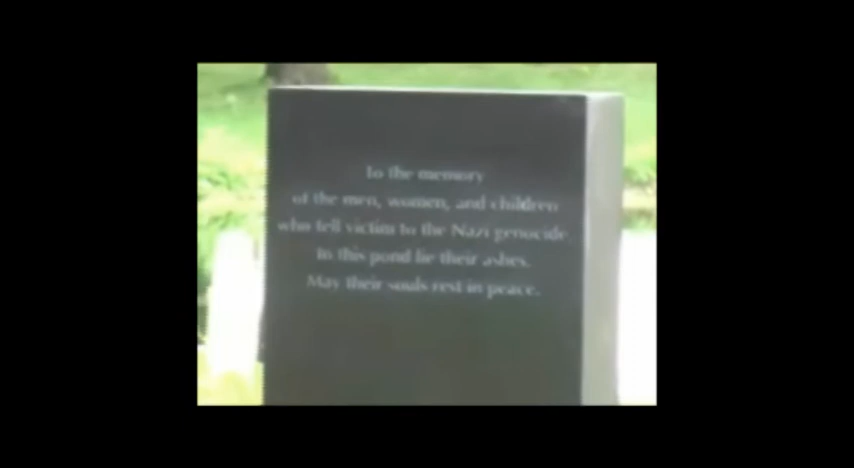 To the memory
of the men, women, and children
who fell victim to the Nazi genocide.
In this pond lie their ashes.
May their souls rest in peace.